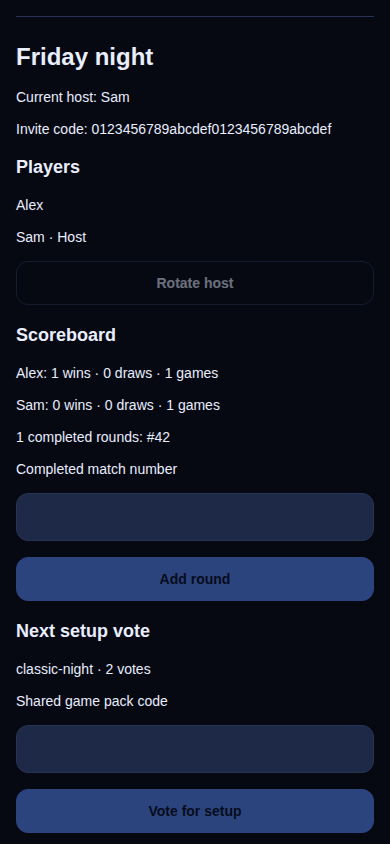 Friday night
Current host: Sam
Invite code: 0123456789abcdef0123456789abcdef
Players
Alex
Sam · Host
Rotate host
Scoreboard
Alex: 1 wins · 0 draws · 1 games
Sam: 0 wins · 0 draws · 1 games
1 completed rounds: #42
Completed match number
Add round
Next setup vote
classic-night · 2 votes
Shared game pack code
Vote for setup